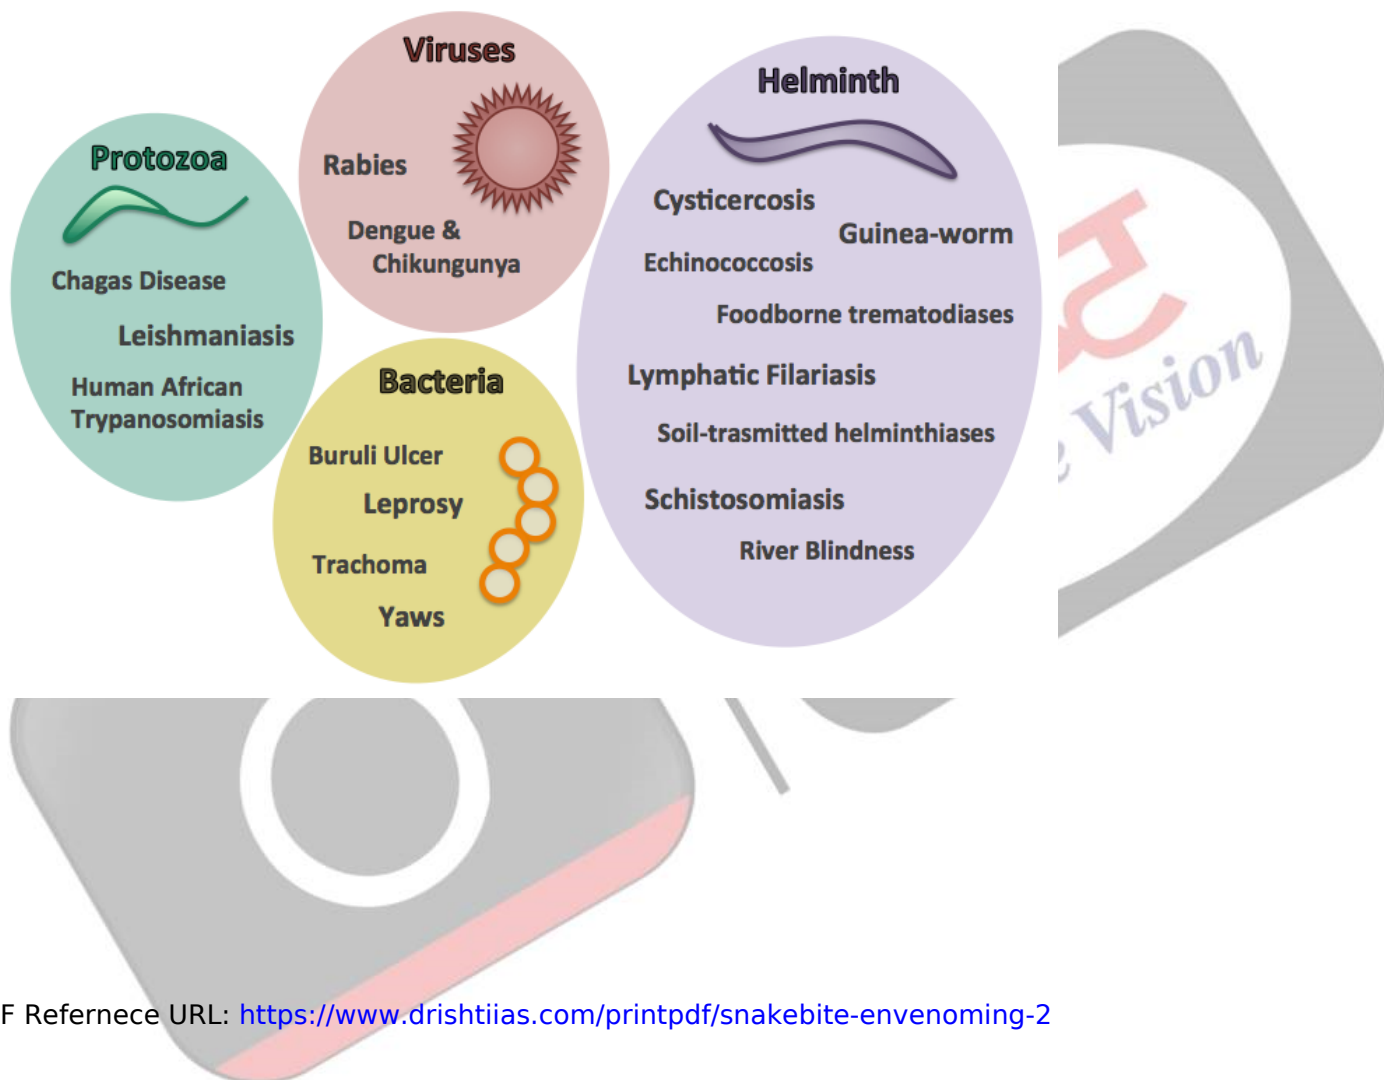 Viruses
Rabies
Dengue &
Chikungunya
Protozoa
Chagas Disease
Leishmaniasis
Human African
Trypanosomiasis
Bacteria
Buruli Ulcer
Leprosy
Trachoma
Yaws
Helminth
Cysticercosis
Guinea-worm
Echinococcosis
Foodborne trematodiases
Lymphatic Filariasis
Soil-trasmitted helminthiases
Schistosomiasis
River Blindness
Vision
F Refernece URL: https://www.drishtiias.com/printpdf/snakebite-envenoming-2